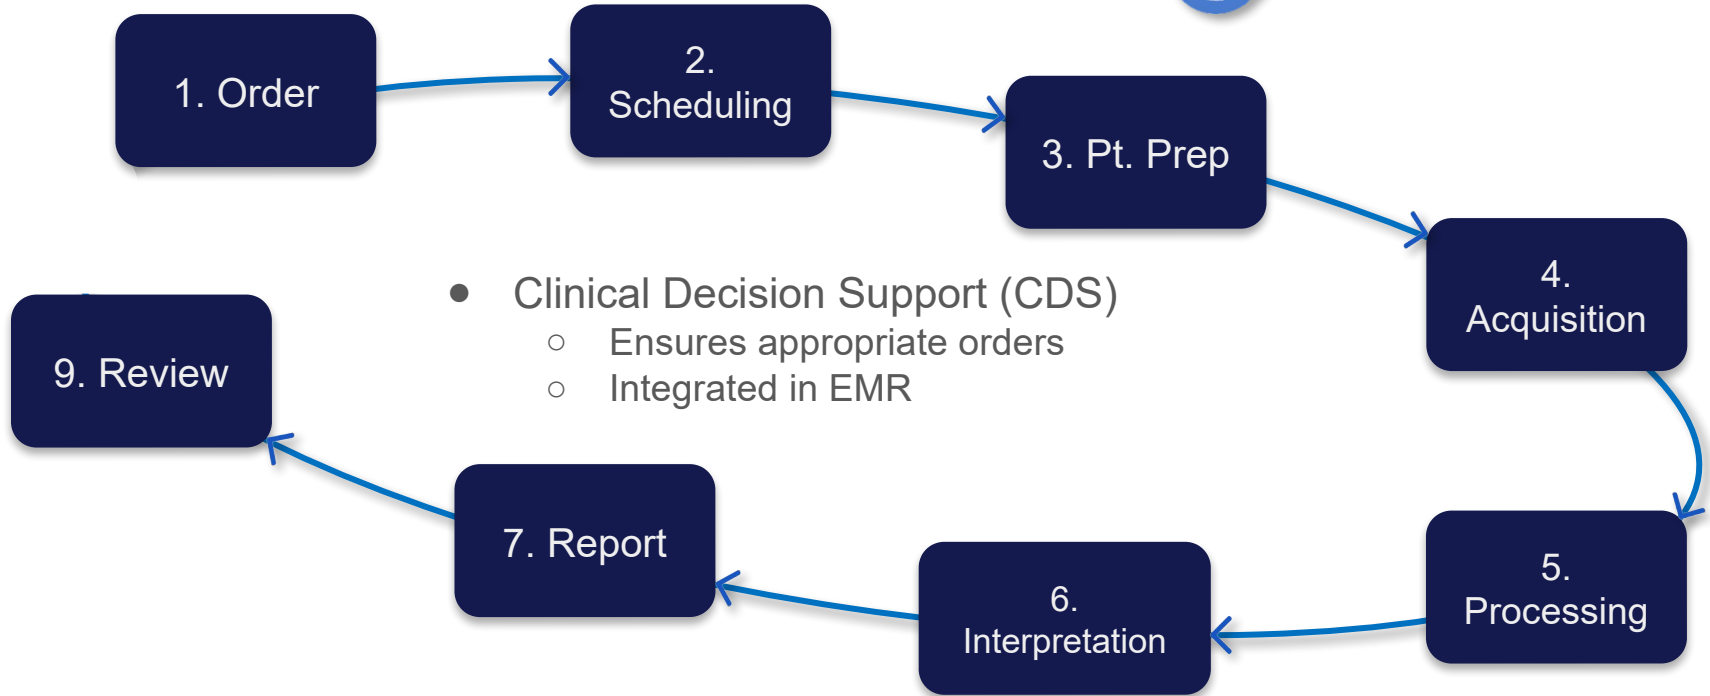 1. Order
2.
Scheduling
3. Pt. Prep
4.
Acquisition
● Clinical Decision Support (CDS)
○ Ensures appropriate orders
○ Integrated in EMR
9. Review
7. Report
6.
Interpretation
5.
Processing